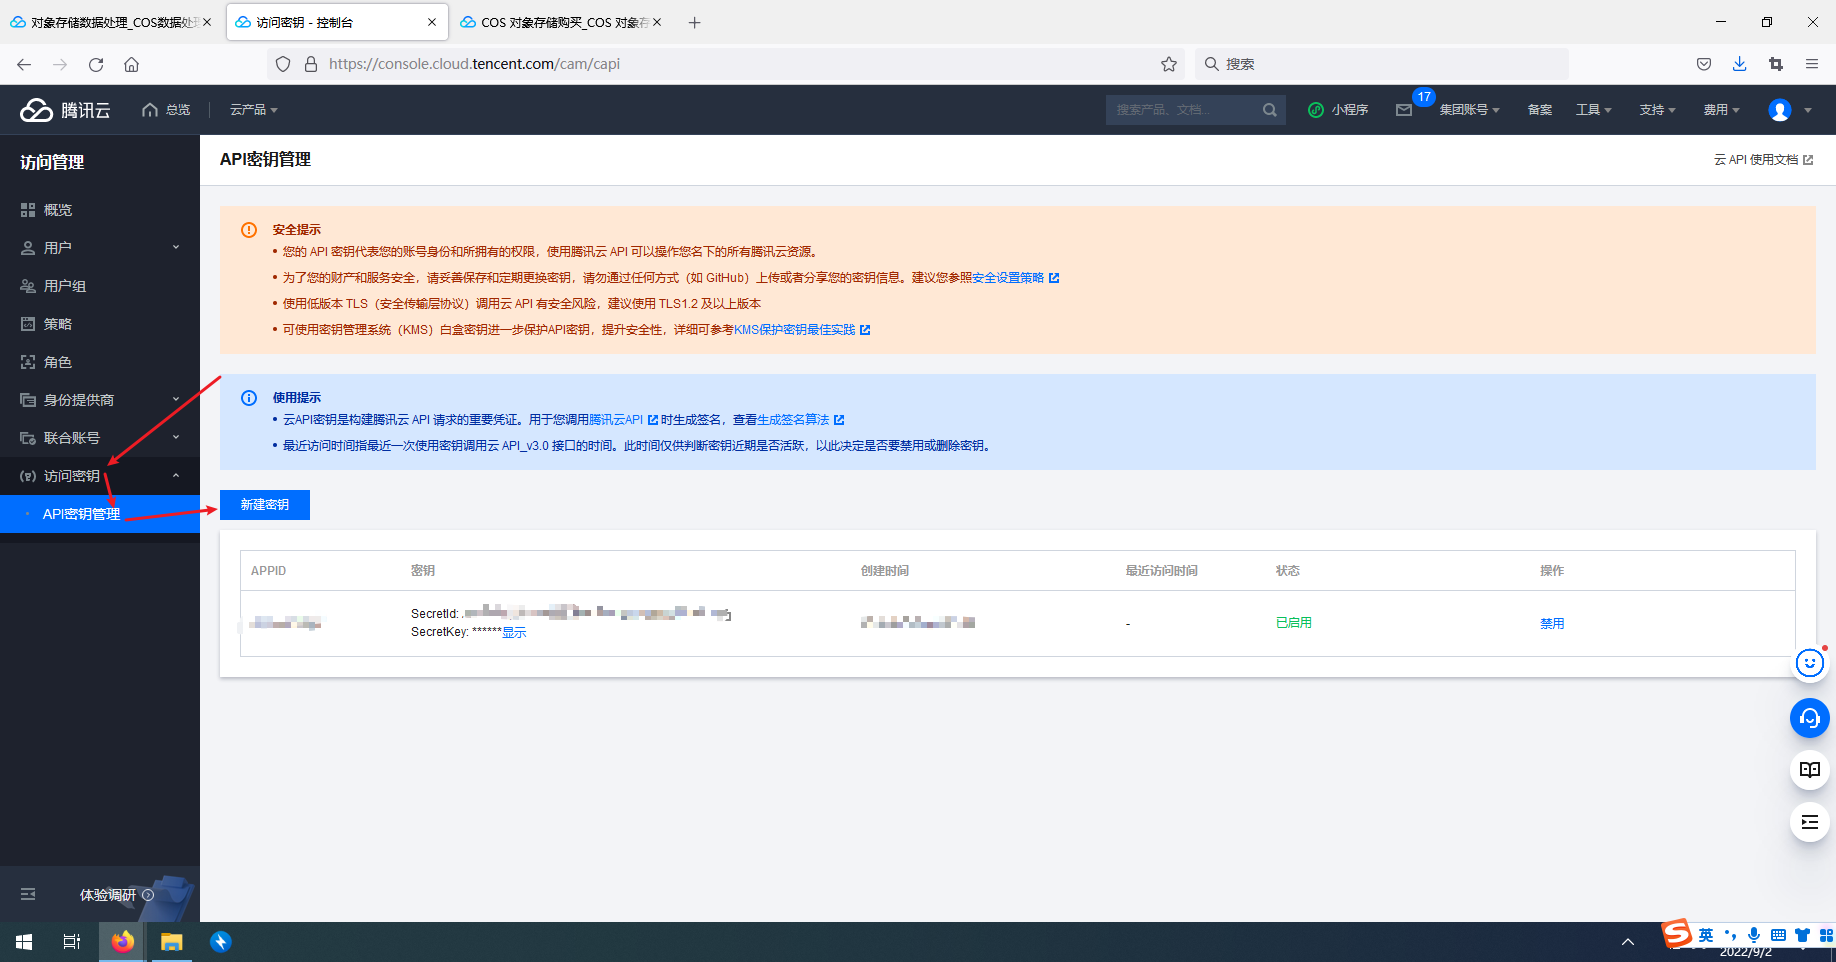 对象存储数据处理_COS数据处理
访问密钥 - 控制台
COS 对象存储购买_COS 对象存
https://console.cloud.tencent.com/cam/capi
搜索
腾讯云
总览
云产品
搜索产品、文档...
小程序
17
集团账号
备案
工具
支持
费用
访问管理
概览
用户
用户组
策略
角色
身份提供商
联合账号
访问密钥
API密钥管理
体验调研
API密钥管理
云 API 使用文档
安全提示
• 您的 API 密钥代表您的账号身份和所拥有的权限，使用腾讯云 API 可以操作您名下的所有腾讯云资源。
• 为了您的财产和服务安全，请妥善保存和定期更换密钥，请勿通过任何方式（如 GitHub）上传或者分享您的密钥信息。建议您参照安全设置策略
• 使用低版本 TLS（安全传输层协议）调用云 API 有安全风险，建议使用 TLS1.2 及以上版本
• 可使用密钥管理系统（KMS）白盒密钥进一步保护API密钥，提升安全性，详细可参考KMS保护密钥最佳实践
使用提示
• 云API密钥是构建腾讯云 API 请求的重要凭证。用于您调用腾讯云API 时生成签名，查看生成签名算法
• 最近访问时间指最近一次使用密钥调用云 API_v3.0 接口的时间。此时间仅供判断密钥近期是否活跃，以此决定是否要禁用或删除密钥。
新建密钥
APPID 密钥 创建时间 最近访问时间 状态 操作
SecretId:
SecretKey: ******显示
- 已启用 禁用
英
2022/9/2